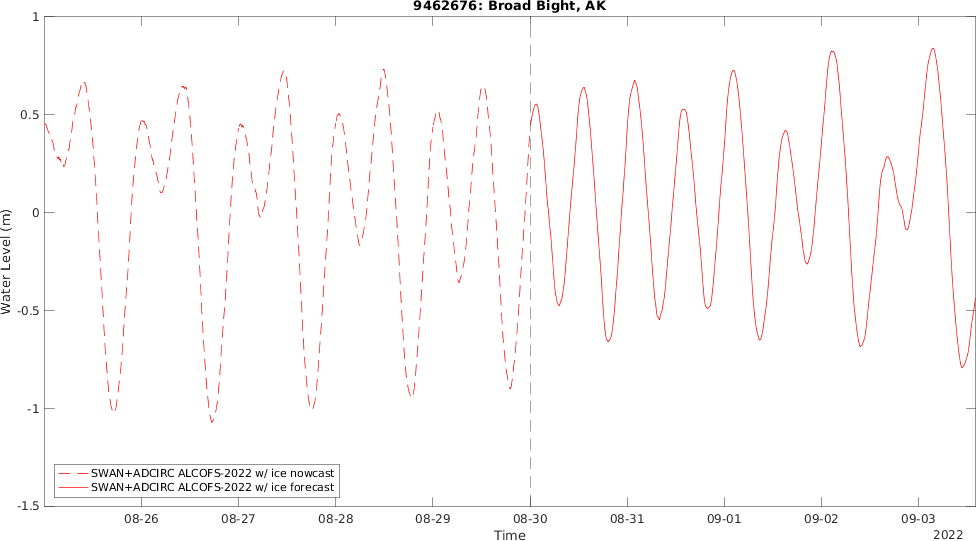 9462676: Broad Bight, AK
1
0.5
0
-0.5
-1
-1.5
Water Level (m)
SWAN+ADCIRC ALCOFS-2022 w/ ice nowcast
SWAN+ADCIRC ALCOFS-2022 w/ ice forecast
08-26 08-27 08-28 08-29 08-30 08-31 09-01 09-02 09-03
Time
2022